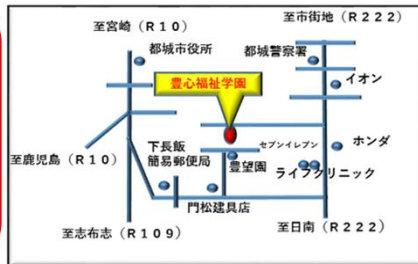 至宮崎（R10）
至市街地（R222）
都城市役所
都城警察署
豊心福祉学園
イオン
下長飯
簡易郵便局
セブンイレブン
ホンダ
至鹿児島（R10）
豊望園
ライフクリニック
門松建具店
至志布志（R109）
至日南（R222）